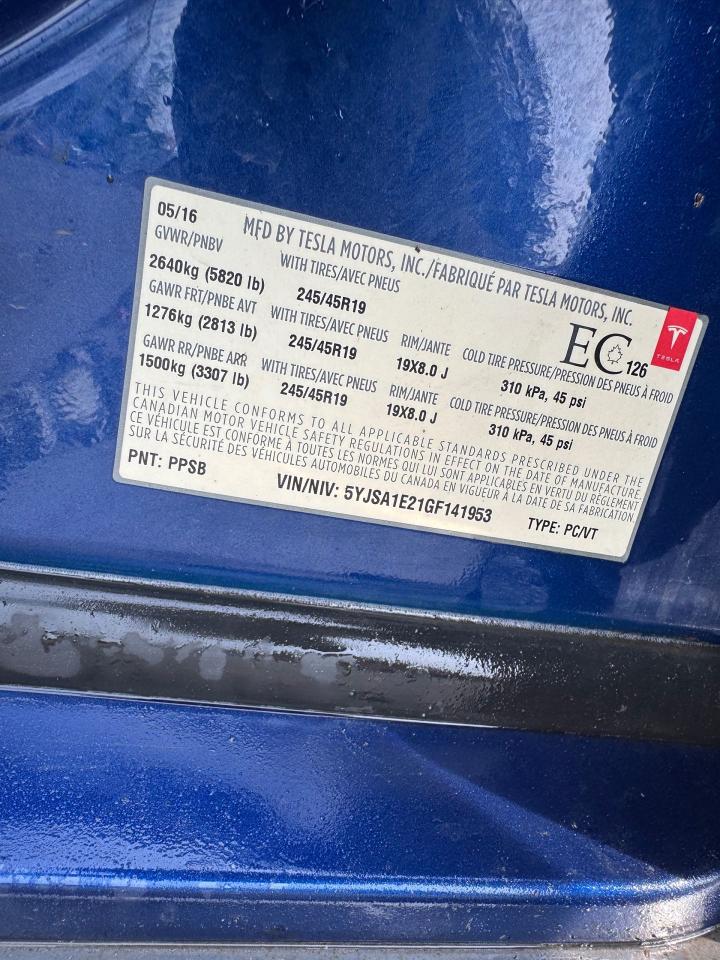 05/16 MFD BY TESLA MOTORS, INC./FABRIQUÉ PAR TESLA MOTORS, INC.
GVWR/PNBV WITH TIRES/AVEC PNEUS
2640kg (5820 lb) 245/45R19
EC 126
TESLA
GAWR FRT/PNBE AVT WITH TIRES/AVEC PNEUS RIM/JANTE COLD TIRE PRESSURE/PRESSION DES PNEUS À FROID
1276kg (2813 lb) 245/45R19 19X8.0 J 310 kPa, 45 psi
GAWR RR/PNBE ARR WITH TIRES/AVEC PNEUS RIM/JANTE COLD TIRE PRESSURE/PRESSION DES PNEUS À FROID
1500kg (3307 lb) 245/45R19 19X8.0 J 310 kPa, 45 psi
THIS VEHICLE CONFORMS TO ALL APPLICABLE STANDARDS PRESCRIBED UNDER THE
CANADIAN MOTOR VEHICLE SAFETY REGULATIONS IN EFFECT ON THE DATE OF MANUFACTURE.
CE VÉHICULE EST CONFORME À TOUTES LES NORMES QUI LUI SONT APPLICABLES EN VERTU DU RÈGLEMENT
SUR LA SÉCURITÉ DES VÉHICULES AUTOMOBILES DU CANADA EN VIGUEUR À LA DATE DE SA FABRICATION.
PNT: PPSB VIN/NIV: 5YJSA1E21GF141953 TYPE: PC/VT